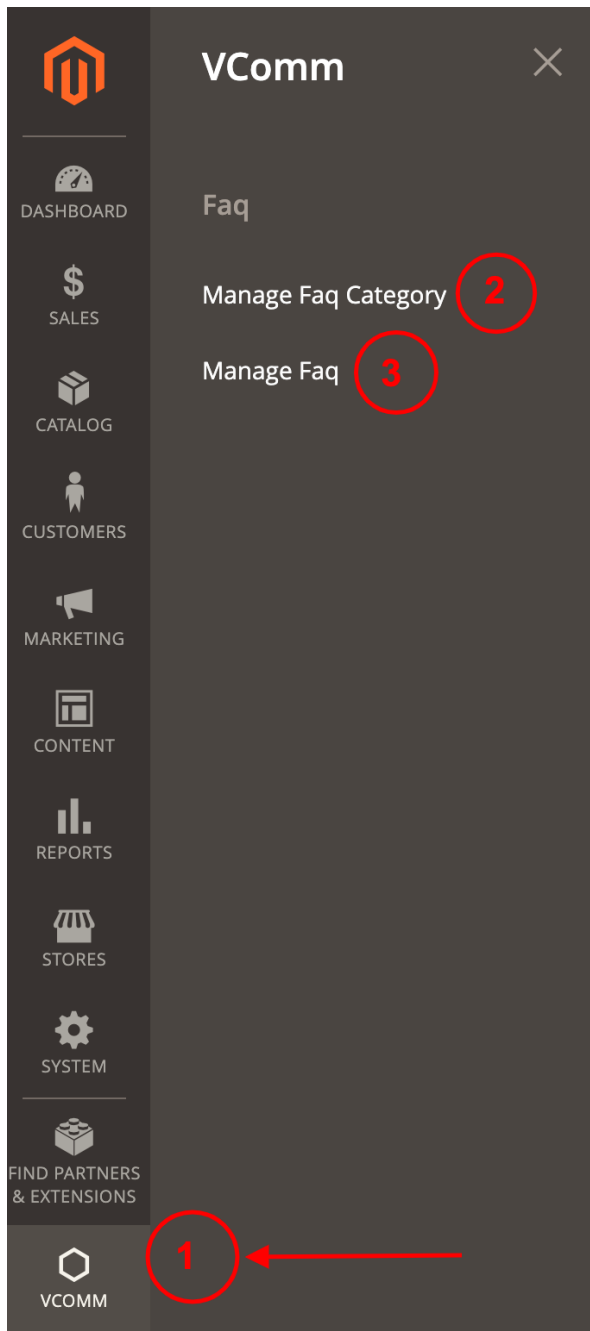 VComm
Faq
Manage Faq Category 2
Manage Faq 3
DASHBOARD
SALES
CATALOG
CUSTOMERS
MARKETING
CONTENT
REPORTS
STORES
SYSTEM
FIND PARTNERS
& EXTENSIONS
VCOMM
1